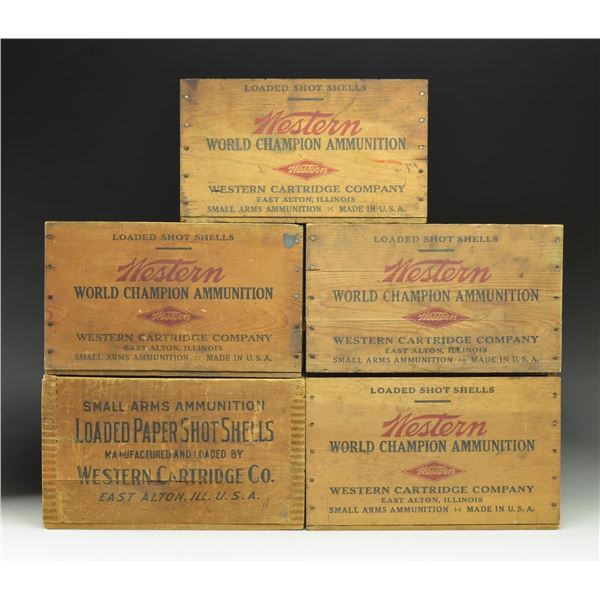 LOADED SHOT SHELLS
Western
WORLD CHAMPION AMMUNITION
Western
WESTERN CARTRIDGE COMPANY
EAST ALTON, ILLINOIS
SMALL ARMS AMMUNITION :-: MADE IN U.S.A.
LOADED SHOT SHELLS
Western
WORLD CHAMPION AMMUNITION
Western
WESTERN CARTRIDGE COMPANY
EAST ALTON, ILLINOIS
SMALL ARMS AMMUNITION :-: MADE IN U.S.A.
LOADED SHOT SHELLS
Western
WORLD CHAMPION AMMUNITION
Western
WESTERN CARTRIDGE COMPANY
EAST ALTON, ILLINOIS
SMALL ARMS AMMUNITION :-: MADE IN U.S.A.
SMALL ARMS AMMUNITION
LOADED PAPER SHOT SHELLS
MANUFACTURED AND LOADED BY
WESTERN CARTRIDGE CO.
EAST ALTON, ILL. U.S.A.
LOADED SHOT SHELLS
Western
WORLD CHAMPION AMMUNITION
Western
WESTERN CARTRIDGE COMPANY
EAST ALTON, ILLINOIS
SMALL ARMS AMMUNITION :-: MADE IN U.S.A.